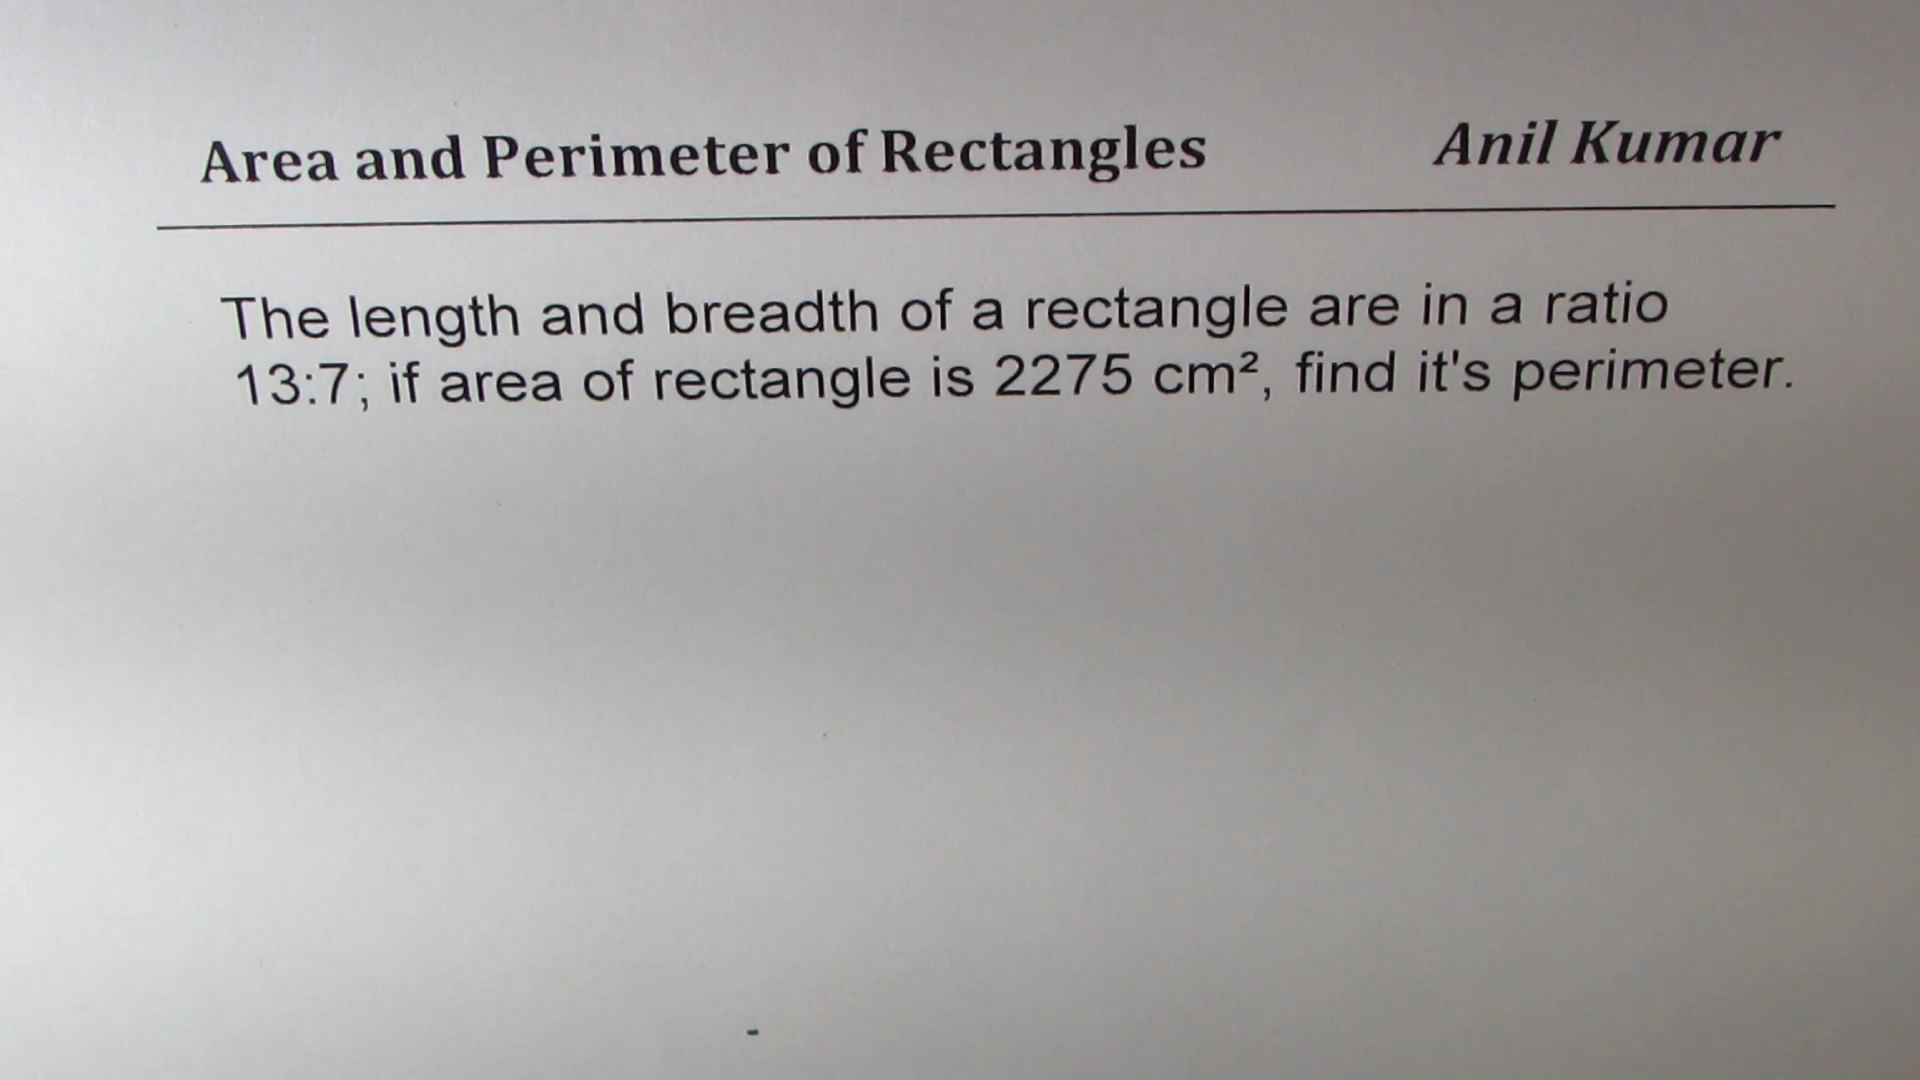 Area and Perimeter of Rectangles Anil Kumar
The length and breadth of a rectangle are in a ratio
13:7; if area of rectangle is 2275 cm², find it's perimeter.